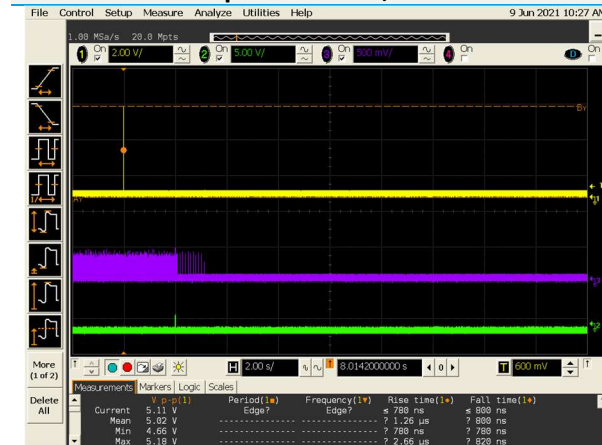 File Control Setup Measure Analyze Utilities Help 9 Jun 2021 10:27 AM
1.00 MSa/s 20.0 Mpts
1 On 2.00 V/ 2 On 5.00 V/ 3 On 500 mV/ 4 On On
More
(1 of 2)
Delete
All
H 2.00 s/ 8.0142000000 s 0 T 600 mV
Measurements Markers Logic Scales
V p-p(1) Period(1) Frequency(1) Rise time(1) Fall time(1)
Current 5.11 V Edge? Edge? ≤ 780 ns ≤ 800 ns
Mean 5.02 V ---------------- ---------------- ? 1.26 µs ? 800 ns
Min 4.66 V ---------------- ---------------- ? 780 ns ? 780 ns
Max 5.18 V ---------------- ---------------- ? 2.66 µs ? 820 ns